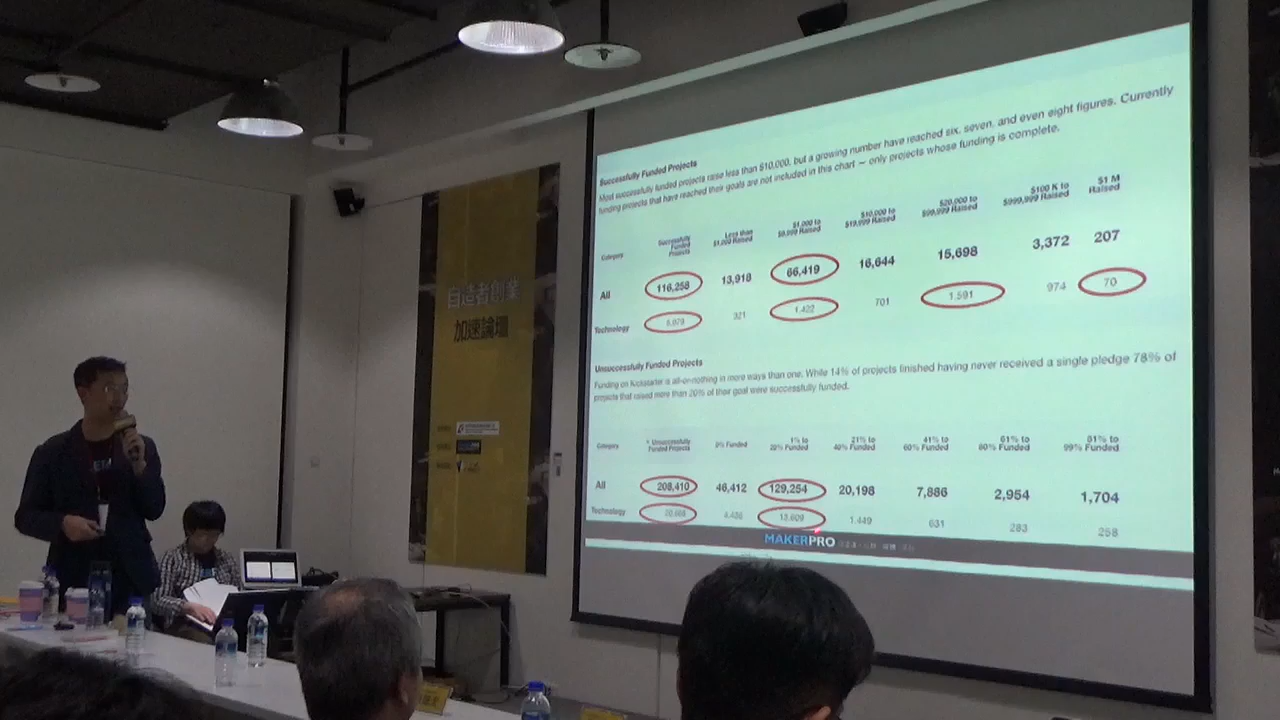 Successfully Funded Projects
Most successfully funded projects raise less than $10,000, but a growing number have reached six, seven, and even eight figures. Currently
funding projects that have reached their goals are not included in this chart — only projects whose funding is complete.
Category Successfully Funded Projects Less than $1,000 Raised $1,000 to $9,999 Raised $10,000 to $19,999 Raised $20,000 to $99,999 Raised $100 K to $999,999 Raised $1 M Raised
All 116,258 13,918 66,419 16,644 15,698 3,372 207
Technology 5,079 321 1,422 701 1,591 974 70
Unsuccessfully Funded Projects
Funding on Kickstarter is all-or-nothing in more ways than one. While 14% of projects finished having never received a single pledge 78% of
projects that raised more than 20% of their goal were successfully funded.
Category * Unsuccessfully Funded Projects 0% Funded 1% to 20% Funded 21% to 40% Funded 41% to 60% Funded 61% to 80% Funded 81% to 99% Funded
All 208,410 46,412 129,254 20,198 7,886 2,954 1,704
Technology 13,609 1,449 631 283 258
MAKERPRO
自造者創業
加速論壇